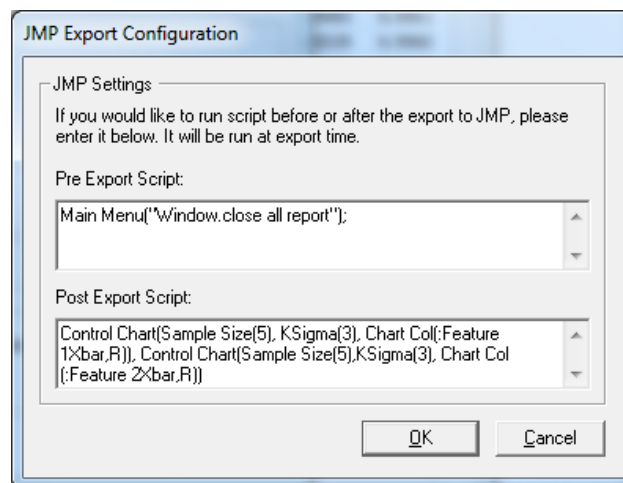 JMP Export Configuration
JMP Settings
If you would like to run script before or after the export to JMP, please
enter it below. It will be run at export time.
Pre Export Script:
Main Menu("Window.close all report");
Post Export Script:
Control Chart(Sample Size(5), KSigma(3), Chart Col(:Feature
1Xbar,R)), Control Chart(Sample Size(5),KSigma(3), Chart Col
(:Feature 2Xbar,R))
OK
Cancel